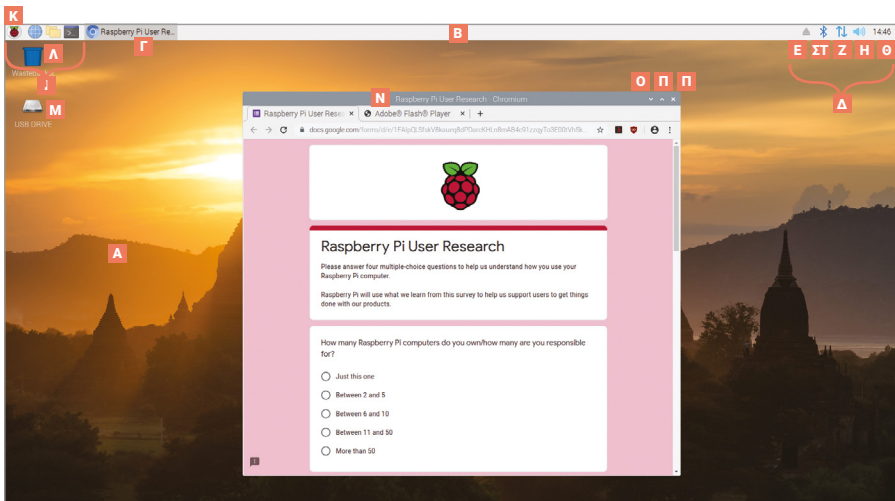 Κ
Raspberry Pi User Re...
Β
14:46
Λ
Γ
Ε ΣΤ Ζ Η Θ
Ι
Δ
Μ
USB DRIVE
Ν
Ο Π Π
Raspberry Pi User Research - Chromium
Raspberry Pi User Resea
Adobe® Flash® Player
docs.google.com/forms/d/e/
Α
Raspberry Pi User Research
Please answer four multiple-choice questions to help us understand how you use your
Raspberry Pi computer.
Raspberry Pi will use what we learn from this survey to help us support users to get things
done with our products.
How many Raspberry Pi computers do you own/how many are you responsible
for?
Just this one
Between 2 and 5
Between 6 and 10
Between 11 and 50
More than 50